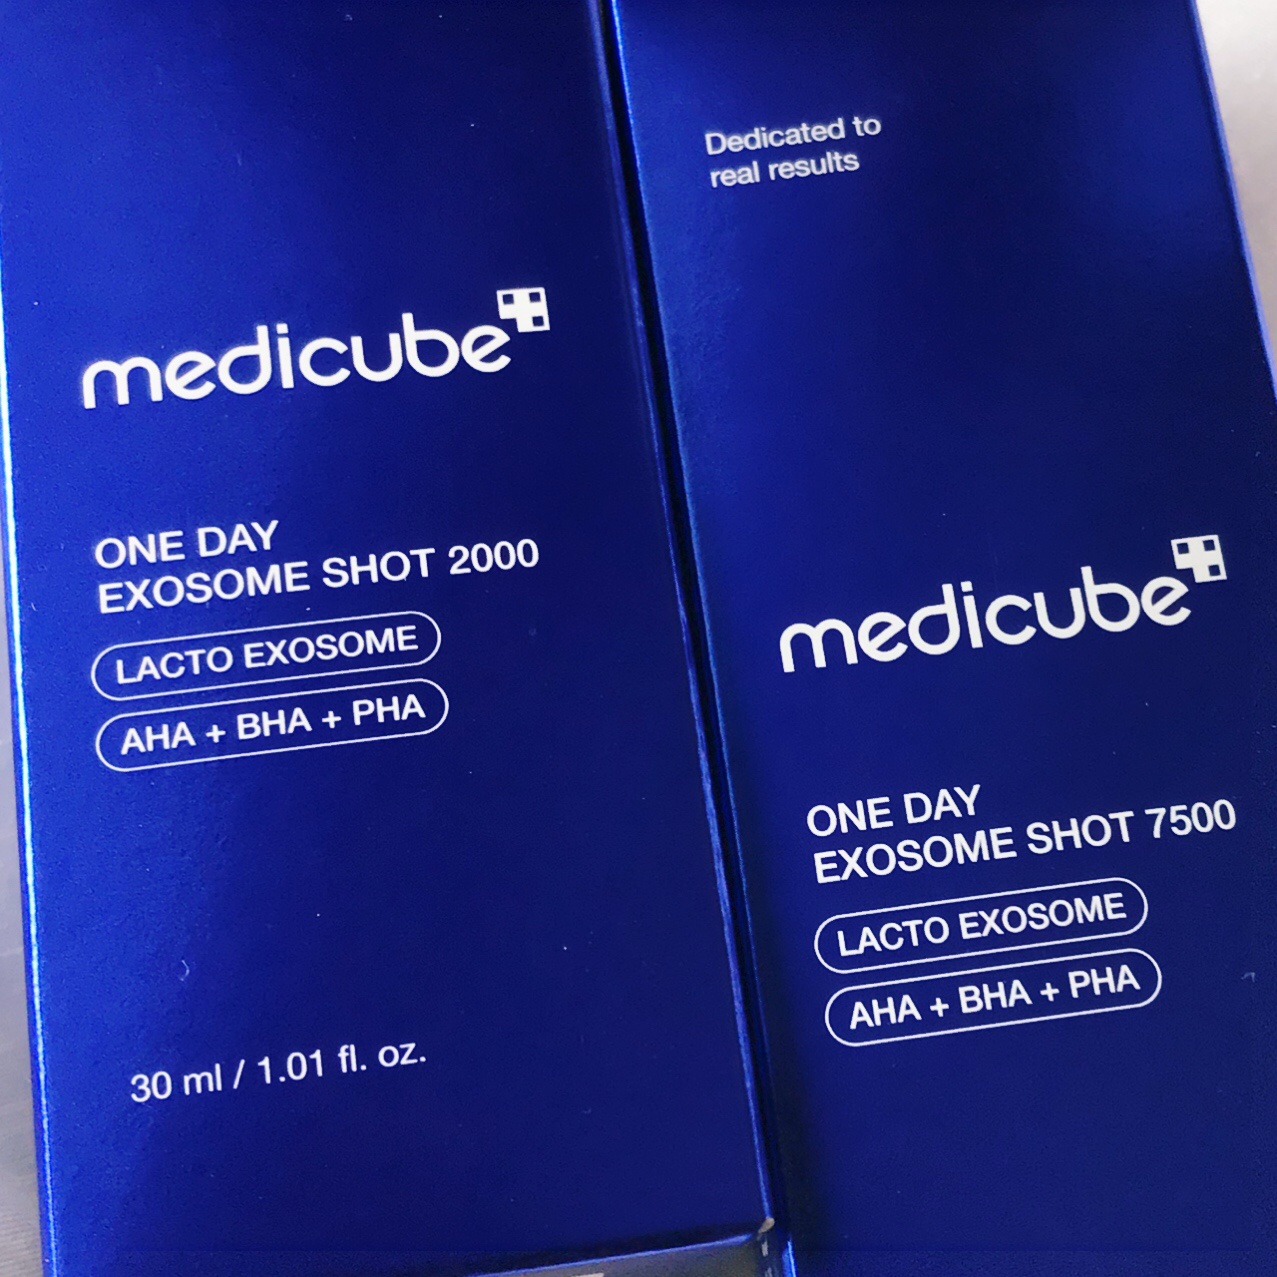 medicube
ONE DAY
EXOSOME SHOT 2000
LACTO EXOSOME
AHA + BHA + PHA
30 ml / 1.01 fl. oz.
Dedicated to
real results
medicube
ONE DAY
EXOSOME SHOT 7500
LACTO EXOSOME
AHA + BHA + PHA